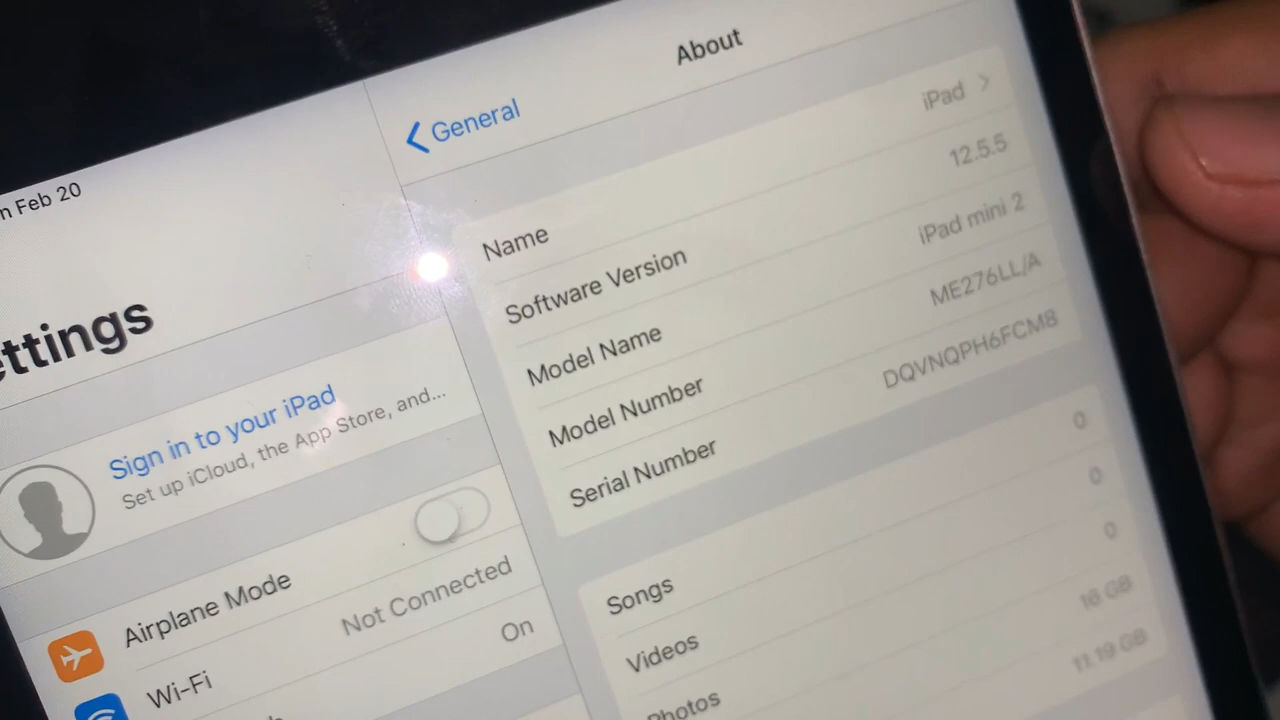 n Feb 20
ettings
Sign in to your iPad
Set up iCloud, the App Store, and...
Airplane Mode
Wi-Fi Not Connected
On
General
About
Name iPad
Software Version 12.5.5
Model Name iPad mini 2
Model Number ME276LL/A
Serial Number DQVNQPH6FCM8
Songs 0
Videos 0
Photos 0
16 GB
11.19 GB